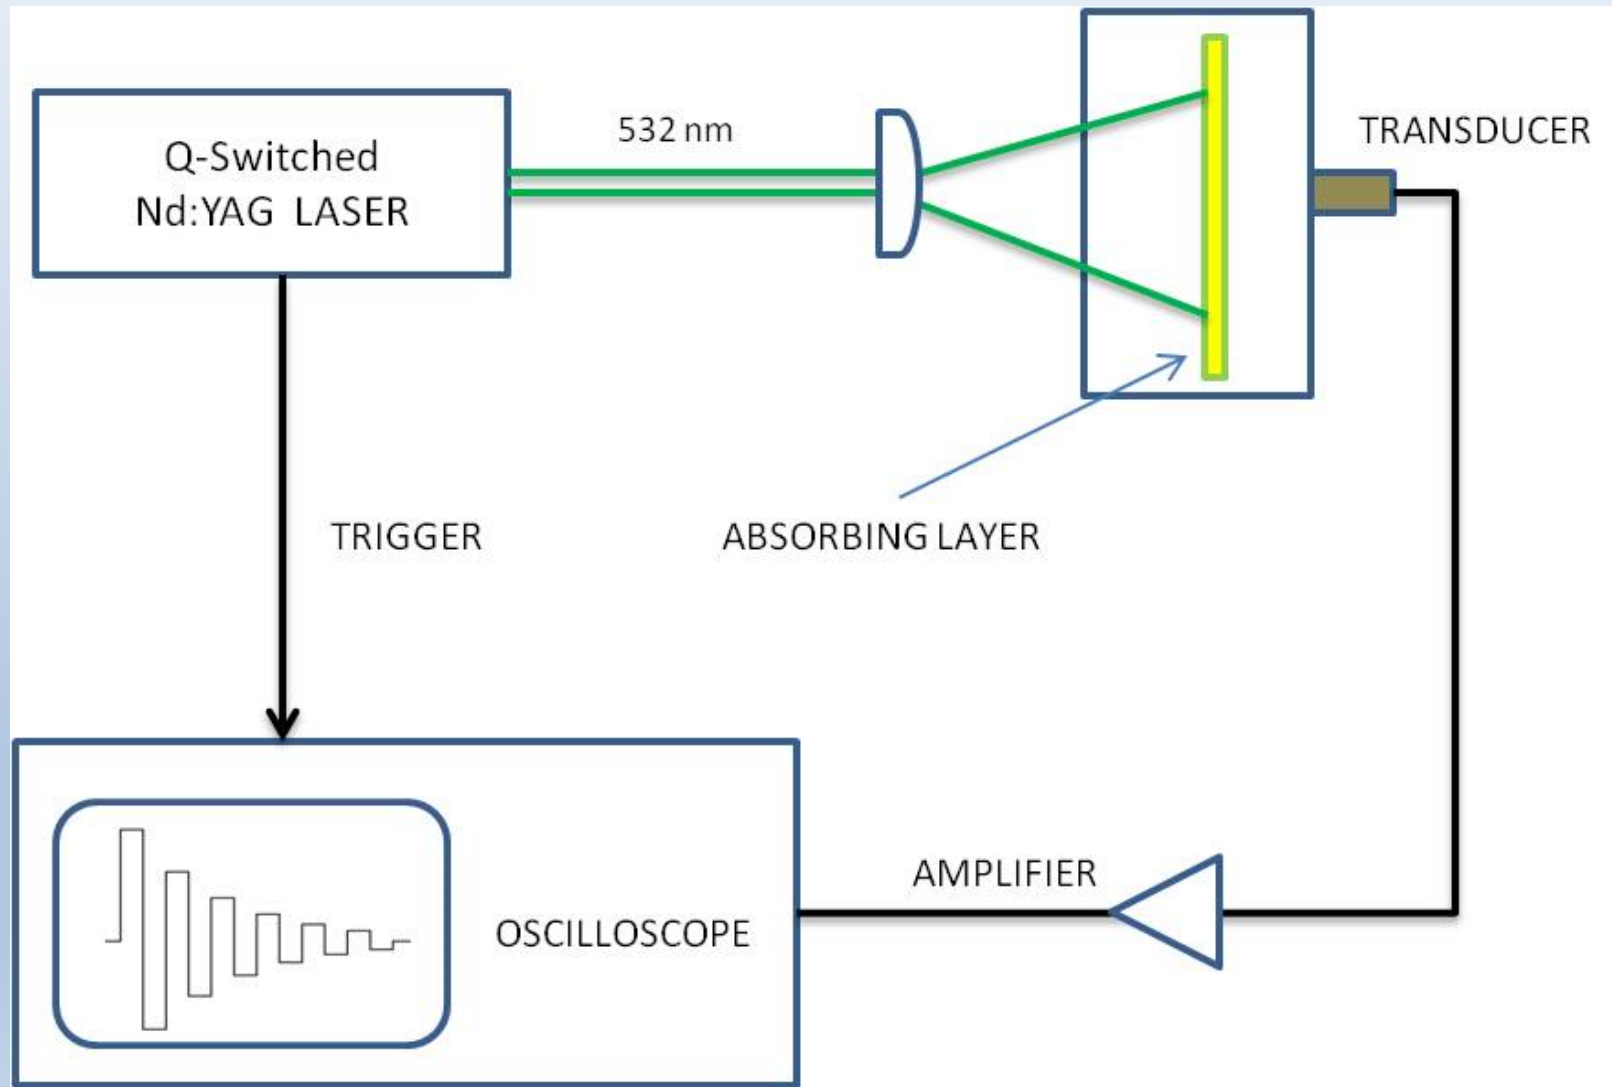 532 nm
TRANSDUCER
Q-Switched
Nd:YAG LASER
TRIGGER
ABSORBING LAYER
AMPLIFIER
OSCILLOSCOPE